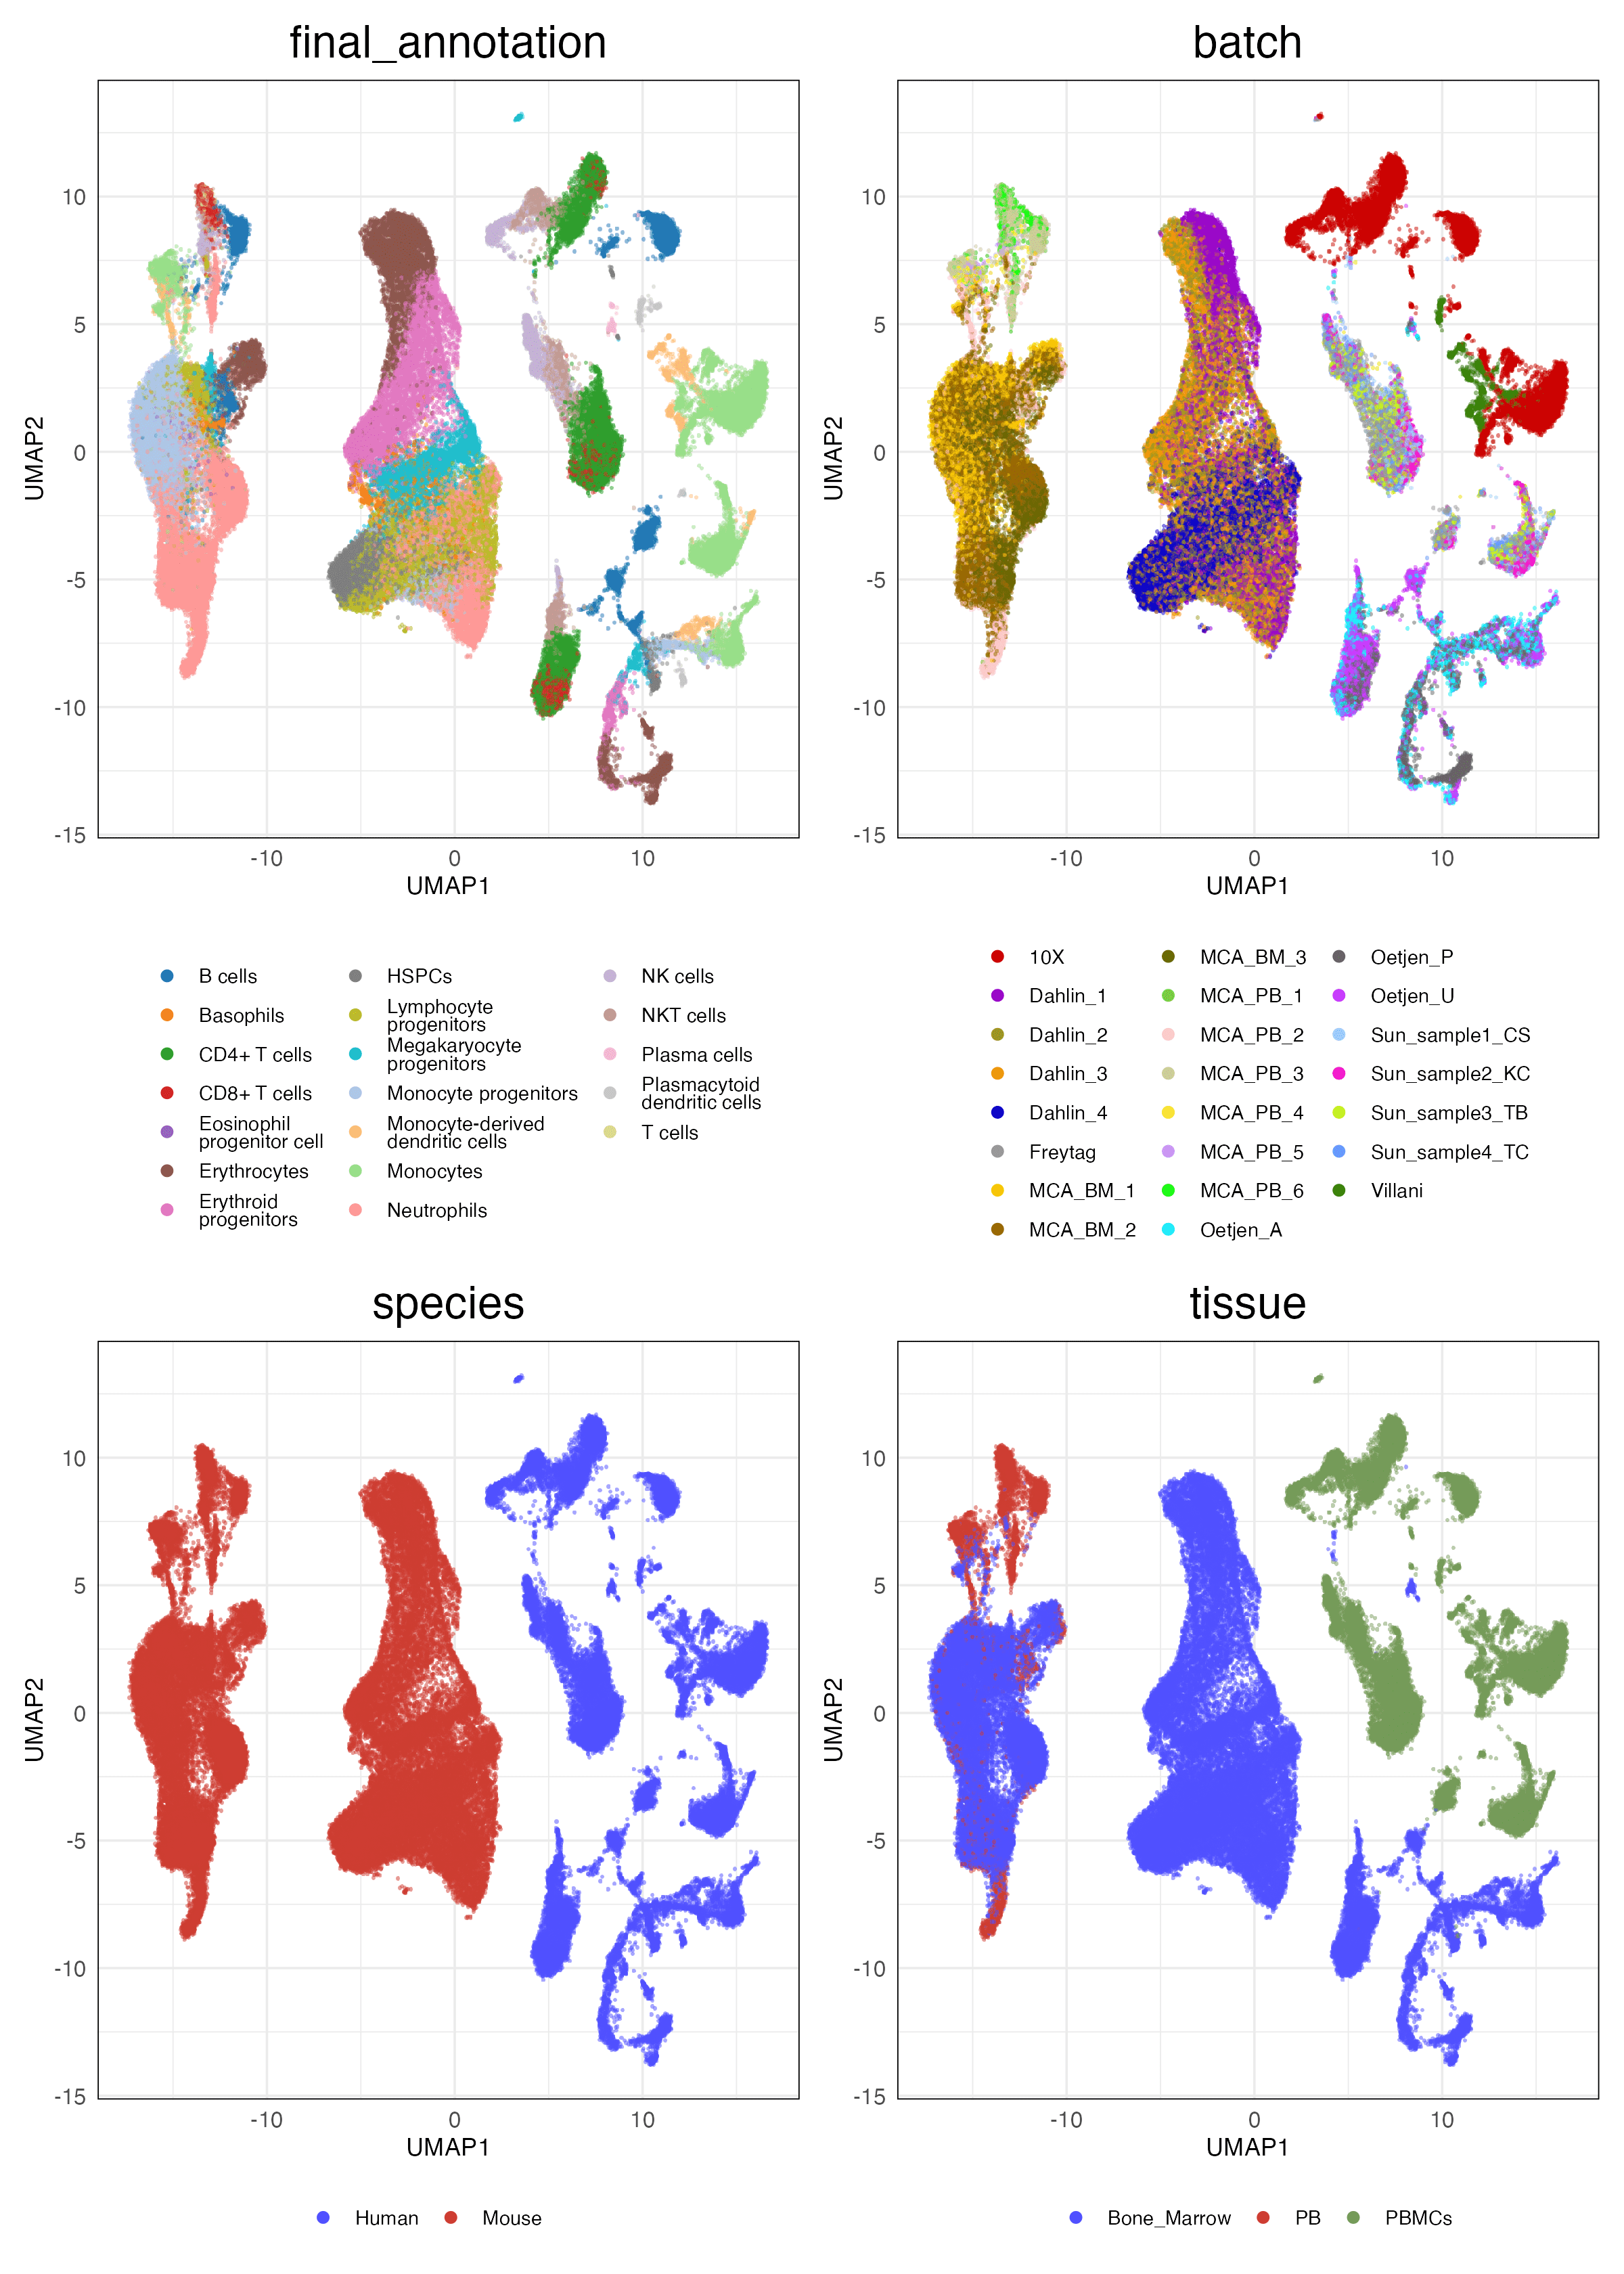 final_annotation
batch
10
5
0
-5
-10
-15
UMAP2
-10
0
10
UMAP1
10
5
0
-5
-10
-15
UMAP2
-10
0
10
UMAP1
B cells
Basophils
CD4+ T cells
CD8+ T cells
Eosinophil
progenitor cell
Erythrocytes
Erythroid
progenitors
HSPCs
Lymphocyte
progenitors
Megakaryocyte
progenitors
Monocyte progenitors
Monocyte-derived
dendritic cells
Monocytes
Neutrophils
NK cells
NKT cells
Plasma cells
Plasmacytoid
dendritic cells
T cells
10X
Dahlin_1
Dahlin_2
Dahlin_3
Dahlin_4
Freytag
MCA_BM_1
MCA_BM_2
MCA_BM_3
MCA_PB_1
MCA_PB_2
MCA_PB_3
MCA_PB_4
MCA_PB_5
MCA_PB_6
Oetjen_A
Oetjen_P
Oetjen_U
Sun_sample1_CS
Sun_sample2_KC
Sun_sample3_TB
Sun_sample4_TC
Villani
species
tissue
10
5
0
-5
-10
-15
UMAP2
-10
0
10
UMAP1
10
5
0
-5
-10
-15
UMAP2
-10
0
10
UMAP1
Human
Mouse
Bone_Marrow
PB
PBMCs